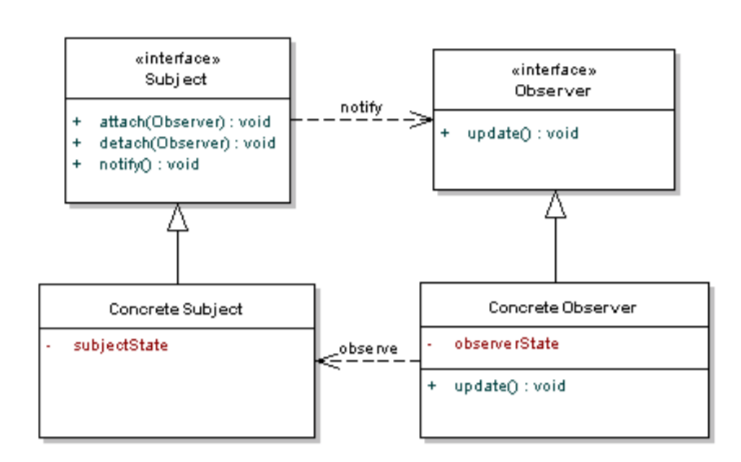 «interface»
Subject
+ attach(Observer) : void
+ detach(Observer) : void
+ notify() : void
notify
«interface»
Observer
+ update() : void
Concrete Subject
- subjectState
observe
Concrete Observer
- observerState
+ update() : void